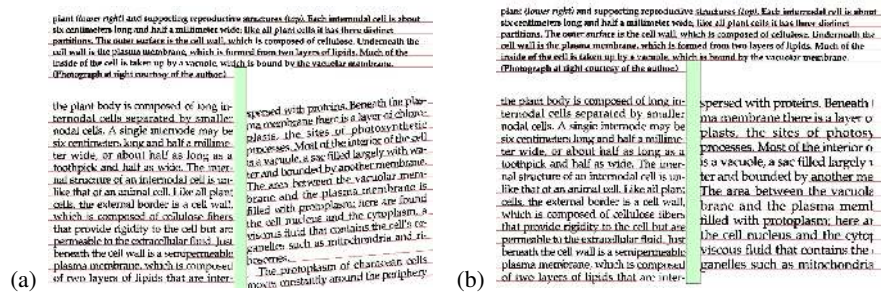 plant (lower right) and supporting reproductive structures (top). Each internodal cell is about
six centimeters long and half a millimeter wide; like all plant cells it has three distinct
partitions. The outer surface is the cell wall, which is composed of cellulose. Underneath the
cell wall is the plasma membrane, which is formed from two layers of lipids. Much of the
inside of the cell is taken up by a vacuole, which is bound by the vacuolar membrane.
(Photograph at right courtesy of the author.)
the plant body is composed of long in-
ternodal cells separated by smaller
nodal cells. A single internode may be
six centimeters long and half a millime-
ter wide, or about half as long as a
toothpick and half as wide. The inter-
nal structure of an internodal cell is un-
like that of an animal cell. Like all plant
cells, the external border is a cell wall,
which is composed of cellulose fibers
that provide rigidity to the cell but are
permeable to the extracellular fluid. Just
beneath the cell wall is a semipermeable
plasma membrane, which is composed
of two layers of lipids that are inter-
spersed with proteins. Beneath the plas-
ma membrane there is a layer of chloro-
plasts, the sites of photosynthetic
processes. Most of the interior of the cell
is a vacuole, a sac filled largely with wa-
ter and bounded by another membrane.
The area between the vacuolar mem-
brane and the plasma membrane is
filled with protoplasm; here are found
the cell nucleus and the cytoplasm, a
viscous fluid that contains the cell's or-
ganelles such as mitochondria and ri-
bosomes.
The protoplasm of characean cells
moves constantly around the periphery
(a)
plant (lower right) and supporting reproductive structures (top). Each internodal cell is about
six centimeters long and half a millimeter wide; like all plant cells it has three distinct
partitions. The outer surface is the cell wall, which is composed of cellulose. Underneath the
cell wall is the plasma membrane, which is formed from two layers of lipids. Much of the
inside of the cell is taken up by a vacuole, which is bound by the vacuolar membrane.
(Photograph at right courtesy of the author.)
the plant body is composed of long in-
ternodal cells separated by smaller
nodal cells. A single internode may be
six centimeters long and half a millime-
ter wide, or about half as long as a
toothpick and half as wide. The inter-
nal structure of an internodal cell is un-
like that of an animal cell. Like all plant
cells, the external border is a cell wall,
which is composed of cellulose fibers
that provide rigidity to the cell but are
permeable to the extracellular fluid. Just
beneath the cell wall is a semipermeable
plasma membrane, which is composed
of two layers of lipids that are inter-
spersed with proteins. Beneath
ma membrane there is a layer o
plasts, the sites of photosy
processes. Most of the interior o
is a vacuole, a sac filled largely
ter and bounded by another me
The area between the vacuola
brane and the plasma meml
filled with protoplasm; here ar
the cell nucleus and the cytop
viscous fluid that contains the
ganelles such as mitochondria
(b)